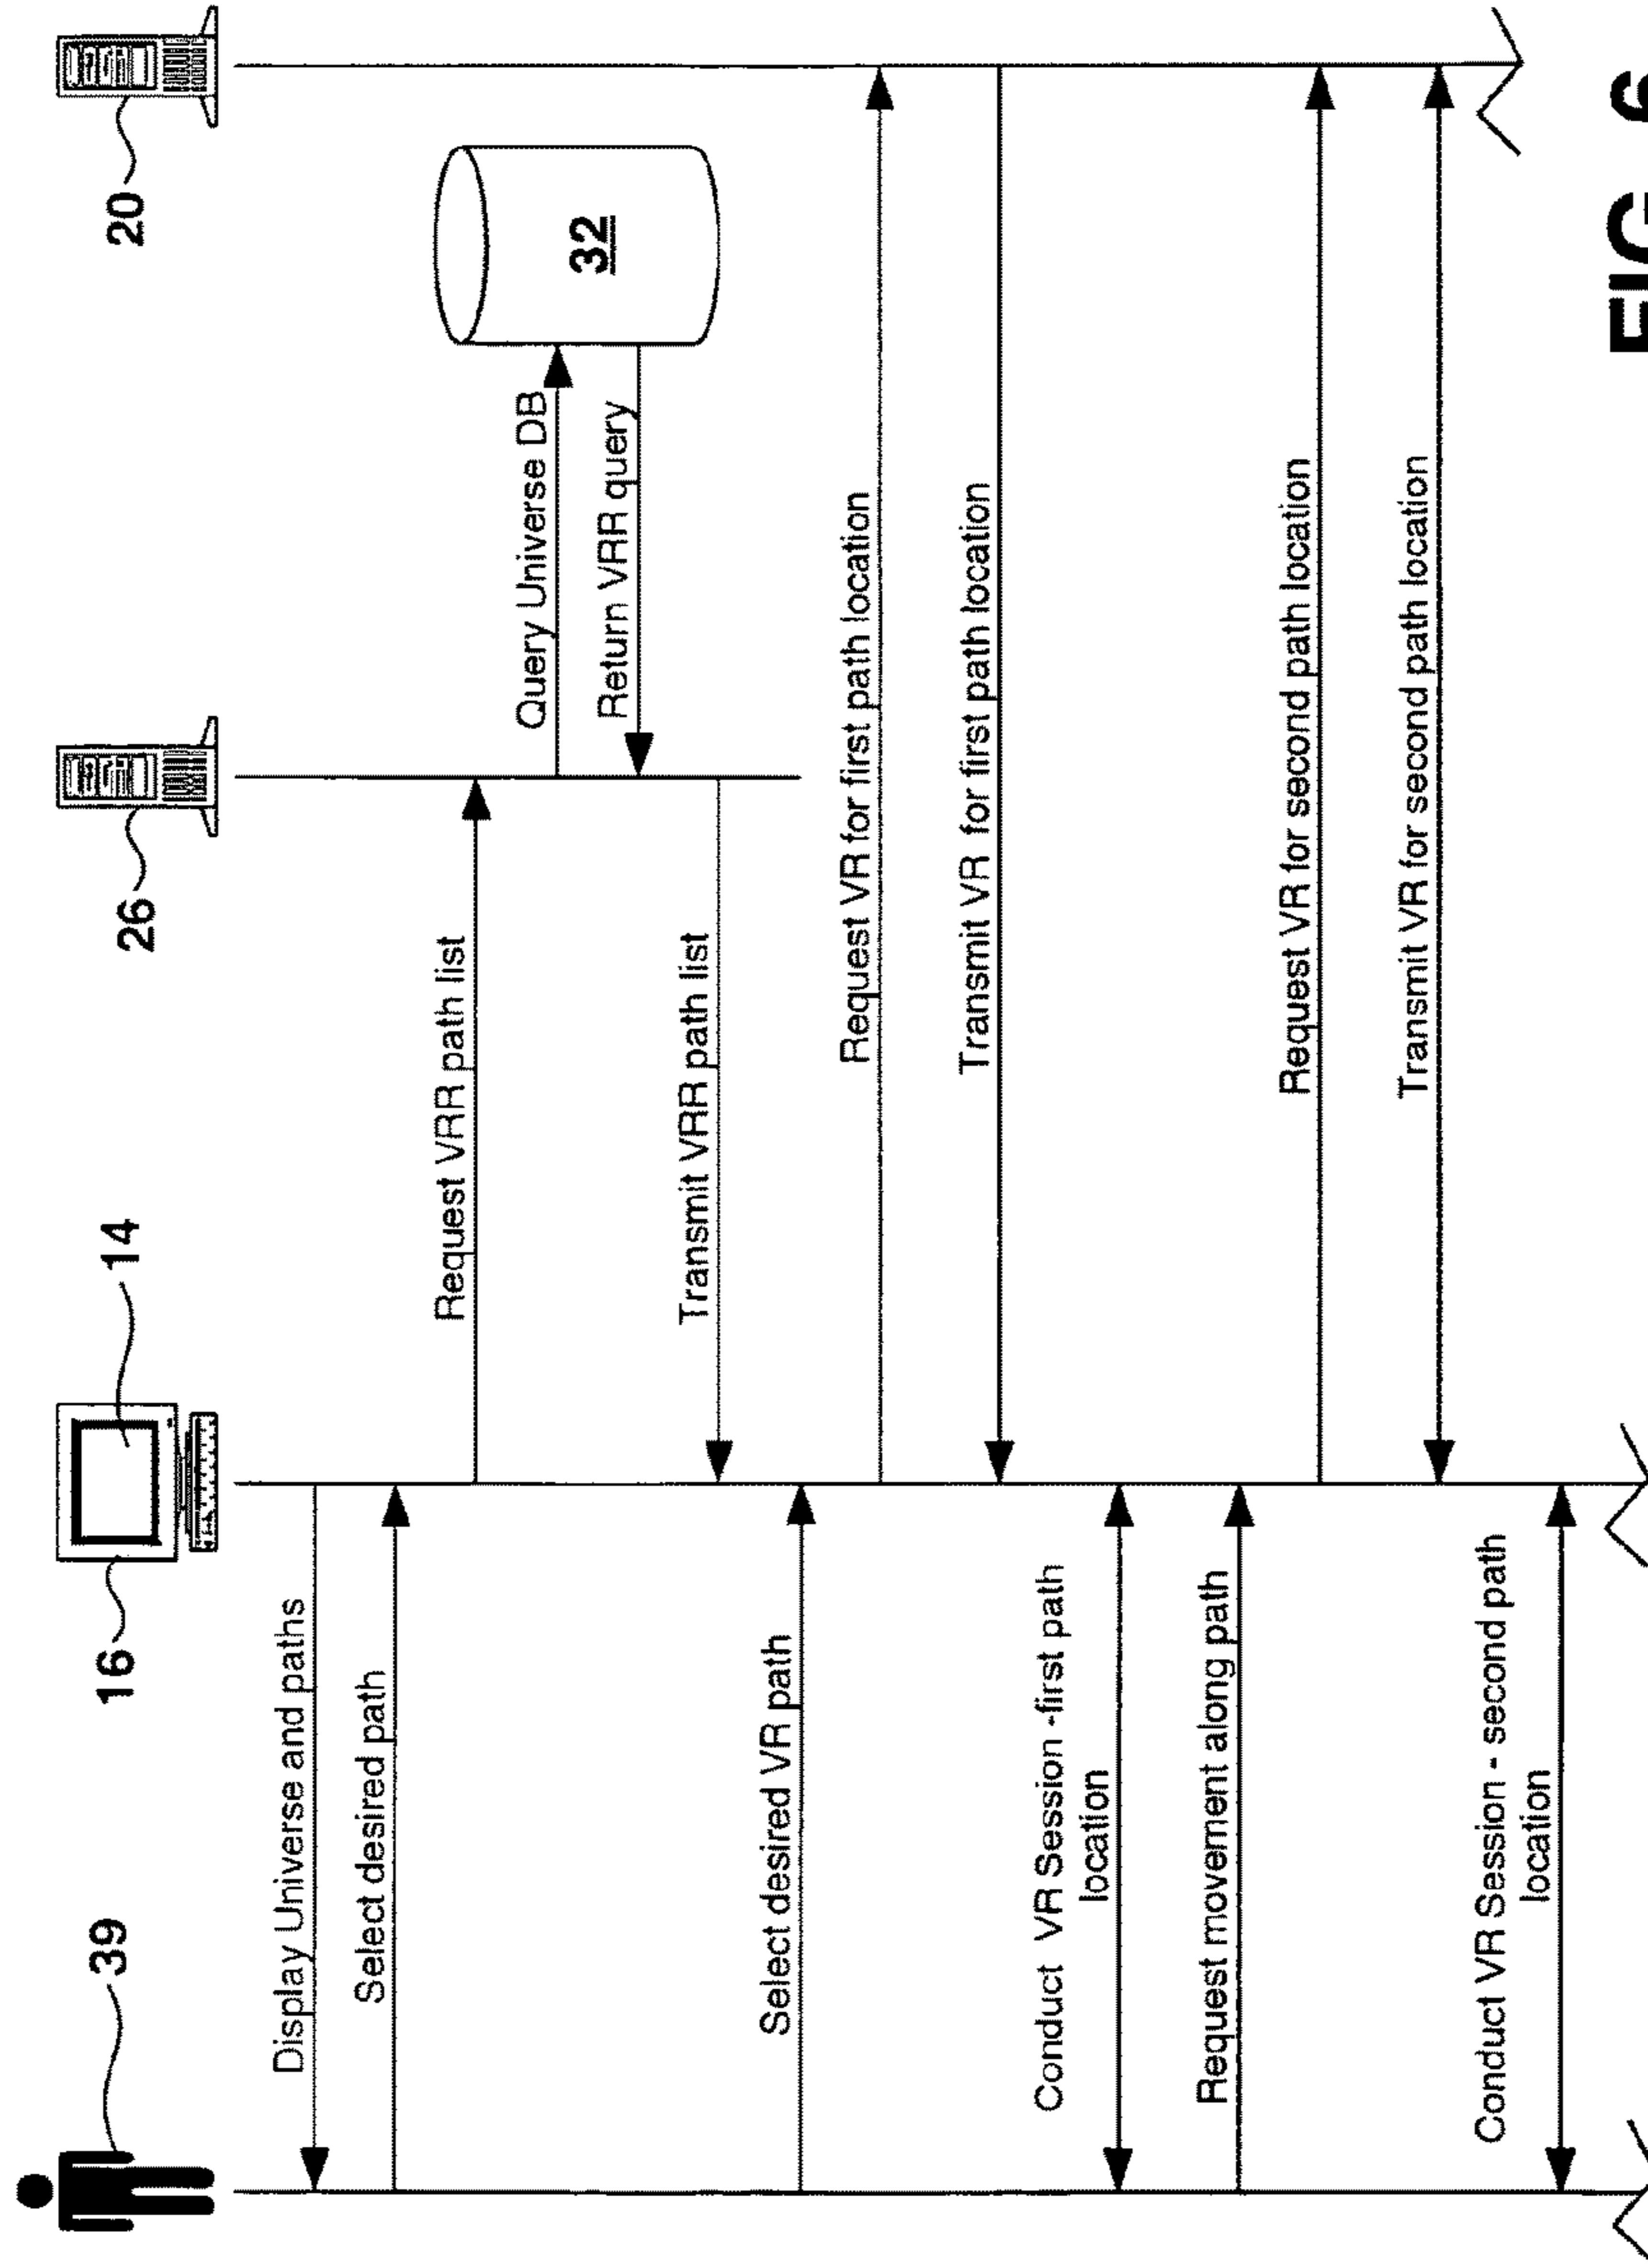 39
16
14
26
20
Display Universe and paths
Select desired path
Request VRR path list
Query Universe DB
32
Return VRR query
Transmit VRR path list
Select desired VR path
Request VR for first path location
Transmit VR for first path location
Conduct VR Session -first path
location
Request movement along path
Request VR for second path location
Transmit VR for second path location
Conduct VR Session - second path
location
FIG. 6